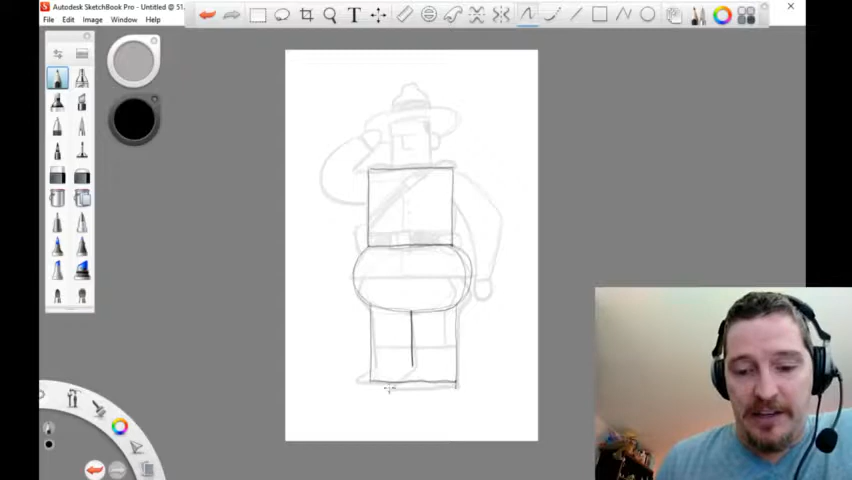 Autodesk SketchBook Pro - Untitled @ 51.
File Edit Image Window Help